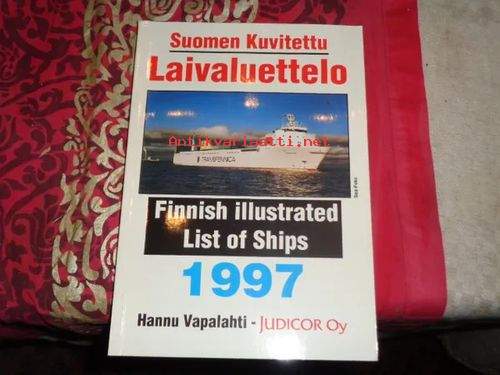 Suomen Kuvitettu
Laivaluettelo
Antikvariaatti.net
TRANSFENNICA
Finnish illustrated
List of Ships
1997
Hannu Vapalahti - JUDICOR Oy